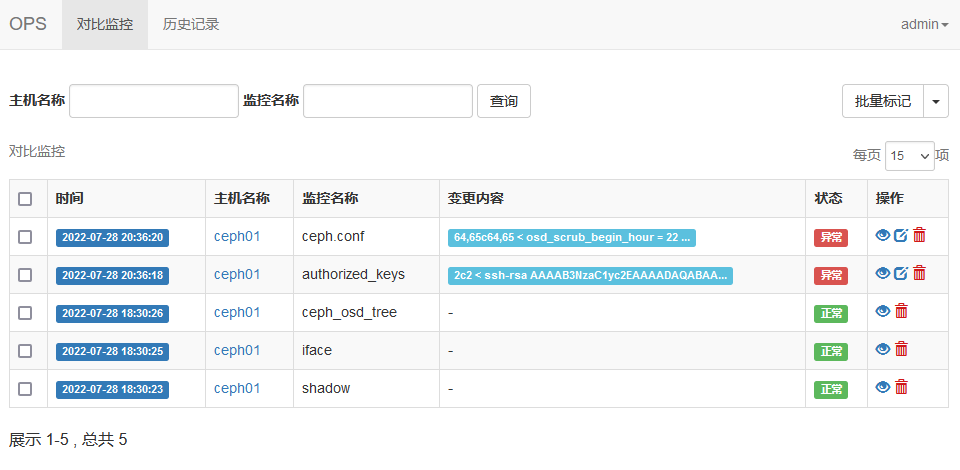 OPS 对比监控 历史记录 admin
主机名称 监控名称 查询 批量标记
对比监控 每页 15 项
时间 主机名称 监控名称 变更内容 状态 操作
2022-07-28 20:36:20 ceph01 ceph.conf 64,65c64,65 < osd_scrub_begin_hour = 22 ... 异常
2022-07-28 20:36:18 ceph01 authorized_keys 2c2 < ssh-rsa AAAAB3NzaC1yc2EAAAADAQABAA... 异常
2022-07-28 18:30:26 ceph01 ceph_osd_tree - 正常
2022-07-28 18:30:25 ceph01 iface - 正常
2022-07-28 18:30:23 ceph01 shadow - 正常
展示 1-5 , 总共 5